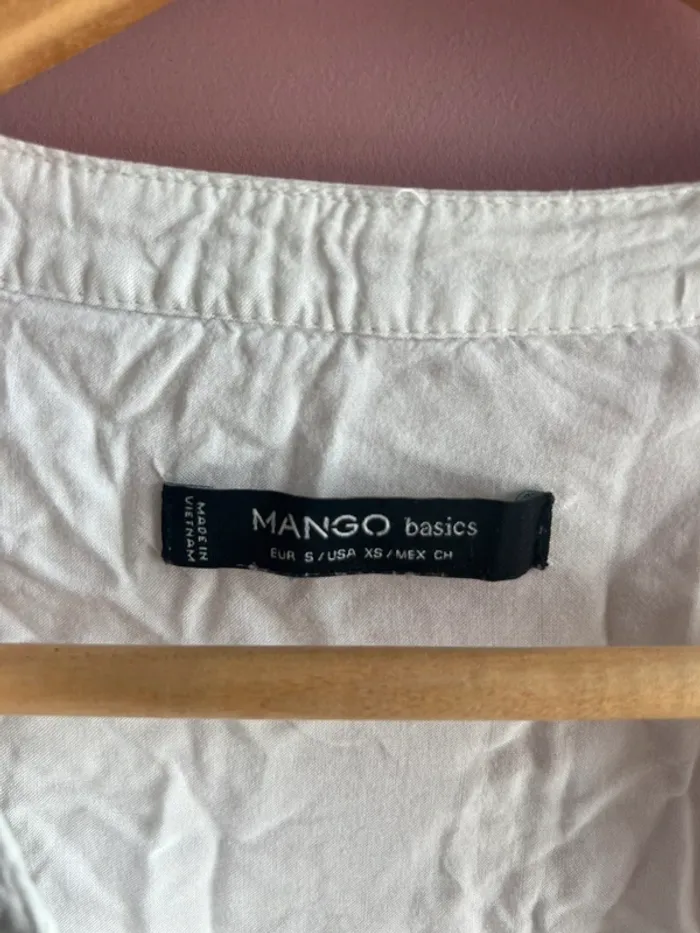 MADE IN
VIETNAM
MANGO basics
EUR S / USA XS / MEX CH